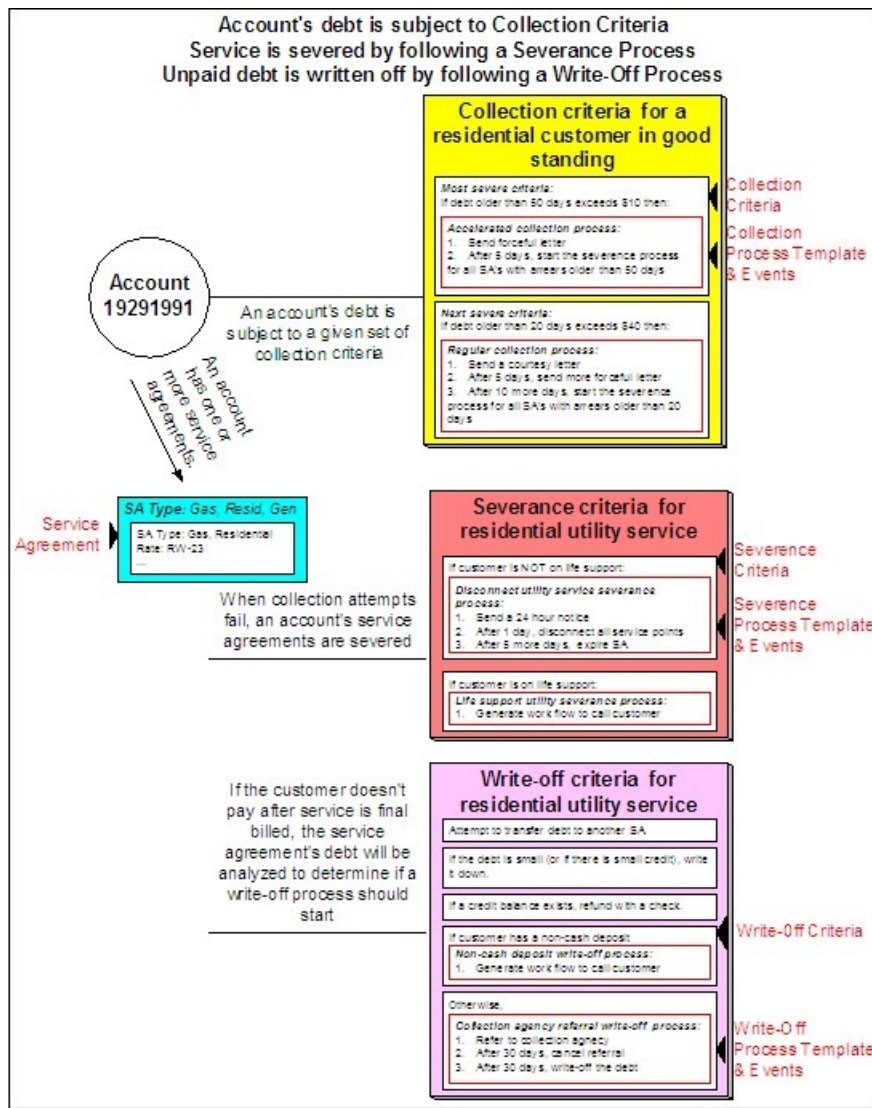 Account's debt is subject to Collection Criteria
Service is severed by following a Severance Process
Unpaid debt is written off by following a Write-Off Process
Collection criteria for a
residential customer in good
standing
Most severe criteria:
If debt older than 50 days exceeds $10 then:
Accelerated collection process:
1. Send forceful letter
2. After 5 days, start the severence process
for all SA's with arrears older than 50 days
Collection
Criteria
Collection
Process Template
& Events
Account
19291991
An account's debt is
subject to a given set of
collection criteria
Next severe criteria:
If debt older than 20 days exceeds $40 then:
Regular collection process:
1. Send a courtesy letter
2. After 5 days, send more forceful letter
3. After 10 more days, start the severence
process for all SA's with arrears older than 20
days
An account
has one or
more service
agreements.
Service
Agreement
SA Type: Gas, Resid, Gen
SA Type: Gas, Residential
Rate: RW-23
...
When collection attempts
fail, an account's service
agreements are severed
Severance criteria for
residential utility service
If customer is NOT on life support:
Disconnect utility service severance
process:
1. Send a 24 hour notice
2. After 1 day, disconnect all service points
3. After 5 more days, expire SA
If customer is on life support:
Life support utility severance process:
1. Generate work flow to call customer
Severence
Criteria
Severence
Process Template
& Events
If the customer doesn't
pay after service is final
billed, the service
agreement's debt will be
analyzed to determine if a
write-off process should
start
Write-off criteria for
residential utility service
Attempt to transfer debt to another SA
If the debt is small (or if there is small credit), write
it down.
If a credit balance exists, refund with a check.
If customer has a non-cash deposit
Non-cash deposit write-off process:
1. Generate work flow to call customer
Otherwise,
Collection agency referral write-off process:
1. Refer to collection agnecy
2. After 30 days, cancel referral
3. After 30 days, write-off the debt
Write-Off Criteria
Write-Off
Process Template
& Events